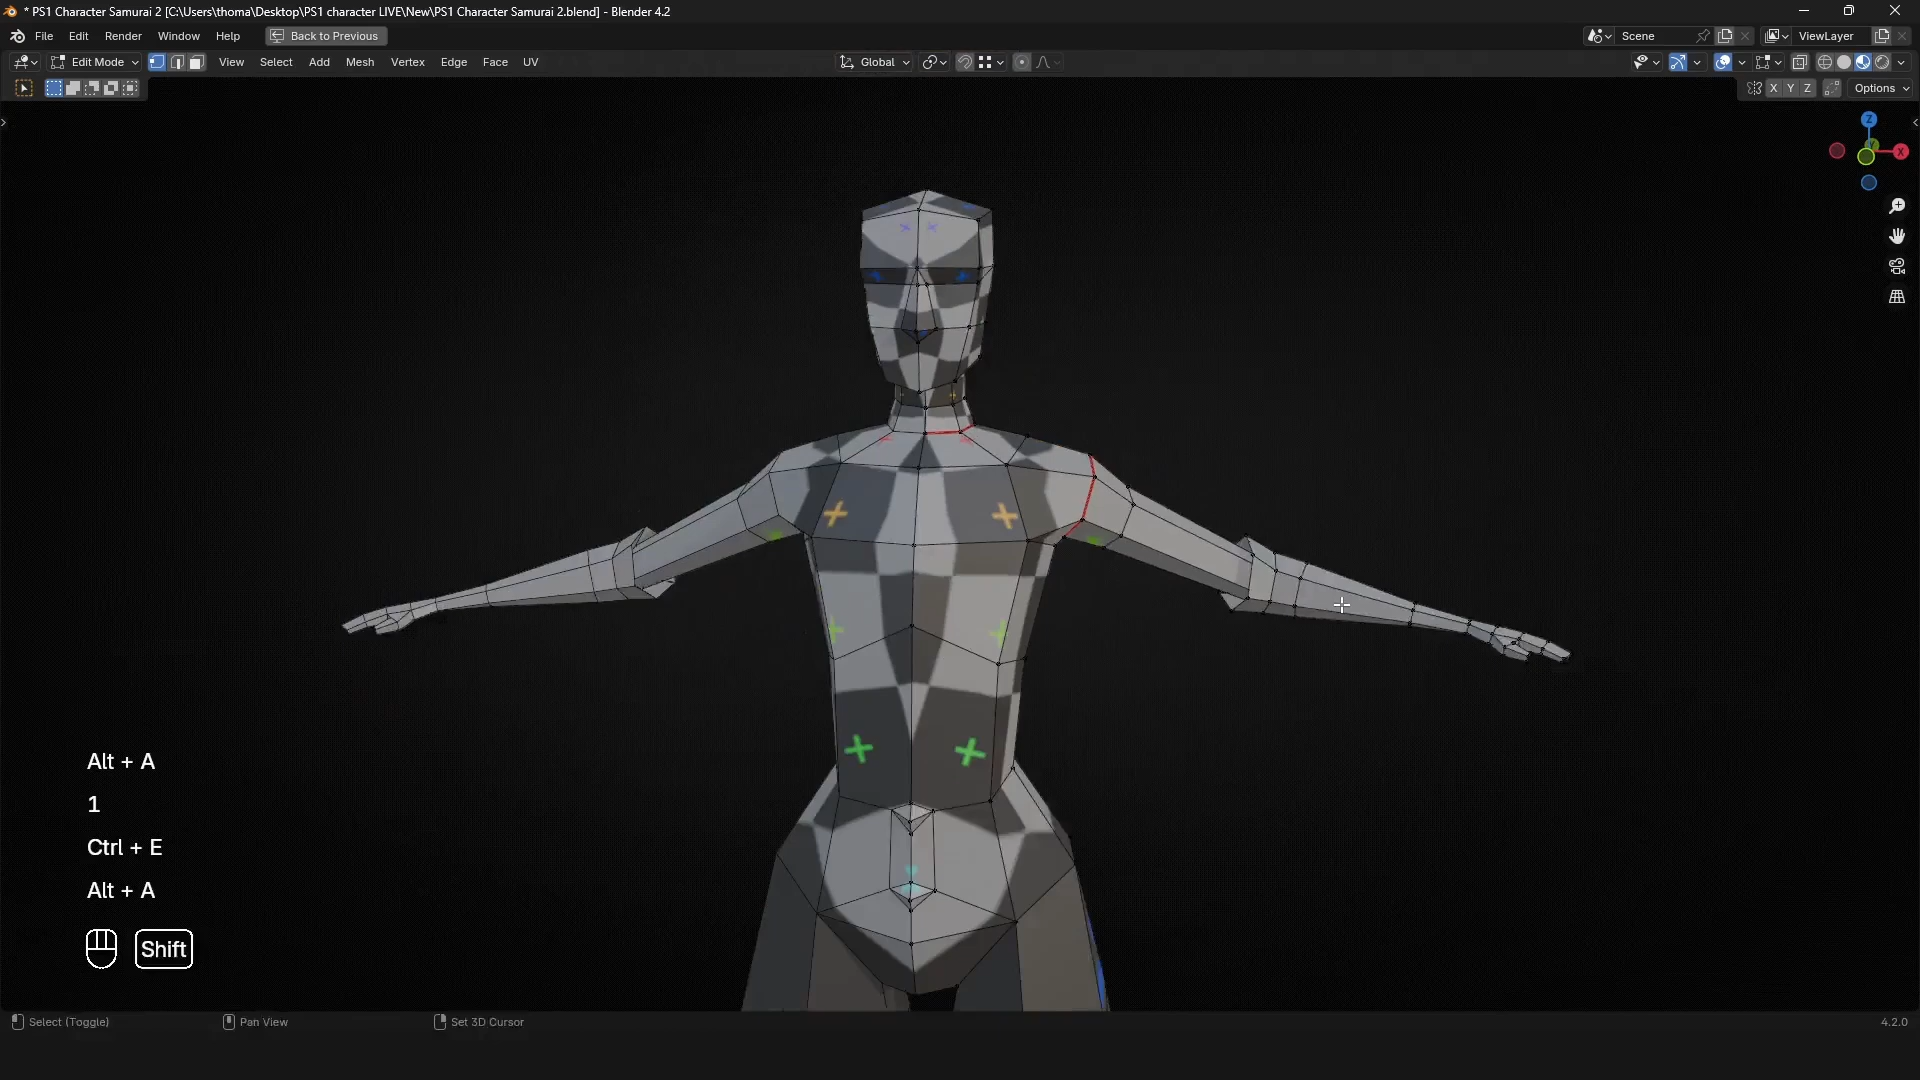 * PS1 Character Samurai 2 [C:\Users\thoma\Desktop\PS1 character LIVE\New\PS1 Character Samurai 2.blend] - Blender 4.2
File Edit Render Window Help Back to Previous Scene ViewLayer
Edit Mode View Select Add Mesh Vertex Edge Face UV Global
X Y Z Options
Z
X
Alt + A
1
Ctrl + E
Alt + A
Shift
Select (Toggle) Pan View Set 3D Cursor 4.2.0